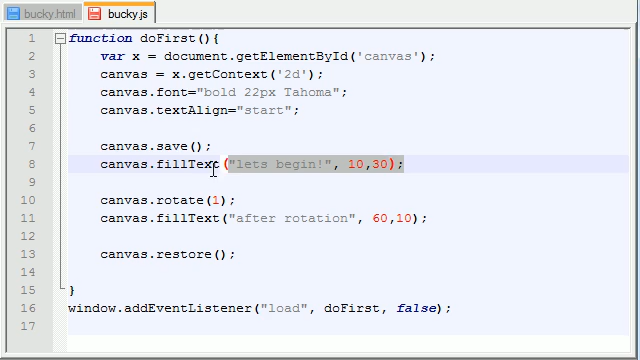 bucky.html bucky.js
1 function doFirst(){
2 var x = document.getElementById('canvas');
3 canvas = x.getContext('2d');
4 canvas.font="bold 22px Tahoma";
5 canvas.textAlign="start";
6
7 canvas.save();
8 canvas.fillText("lets begin!", 10,30);
9
10 canvas.rotate(1);
11 canvas.fillText("after rotation", 60,10);
12
13 canvas.restore();
14
15 }
16 window.addEventListener("load", doFirst, false);
17